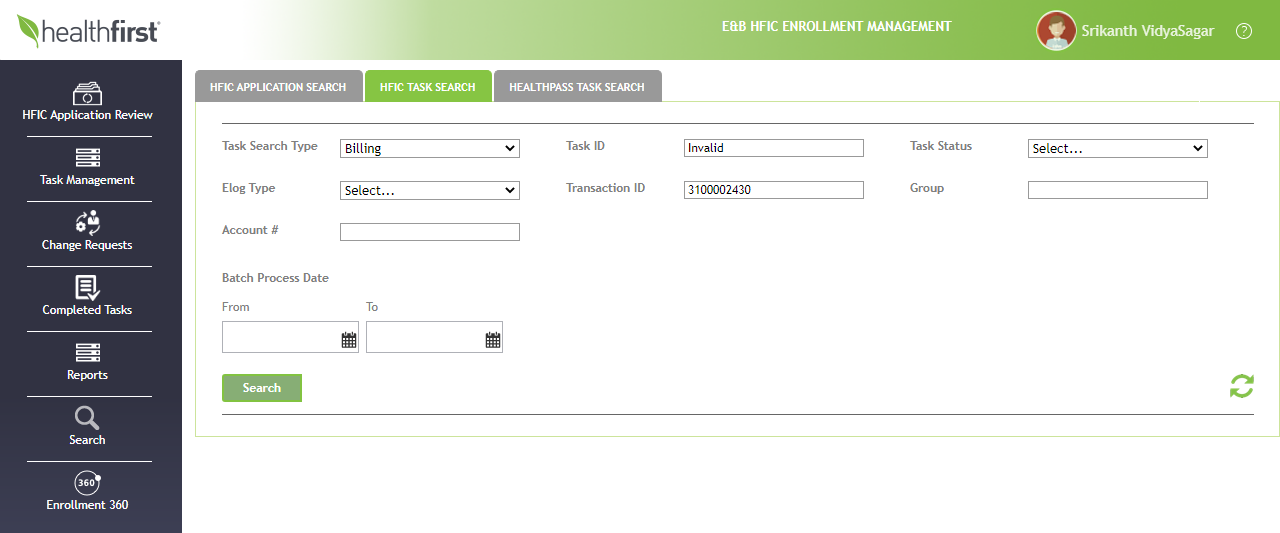 healthfirst
E&B HFIC ENROLLMENT MANAGEMENT
Srikanth VidyaSagar
?
HFIC Application Review
Task Management
Change Requests
Completed Tasks
Reports
Search
360°
Enrollment 360
HFIC APPLICATION SEARCH
HFIC TASK SEARCH
HEALTHPASS TASK SEARCH
Task Search Type
Billing
Task ID
Invalid
Task Status
Select...
Elog Type
Select...
Transaction ID
3100002430
Group
Account #
Batch Process Date
From
To
Search